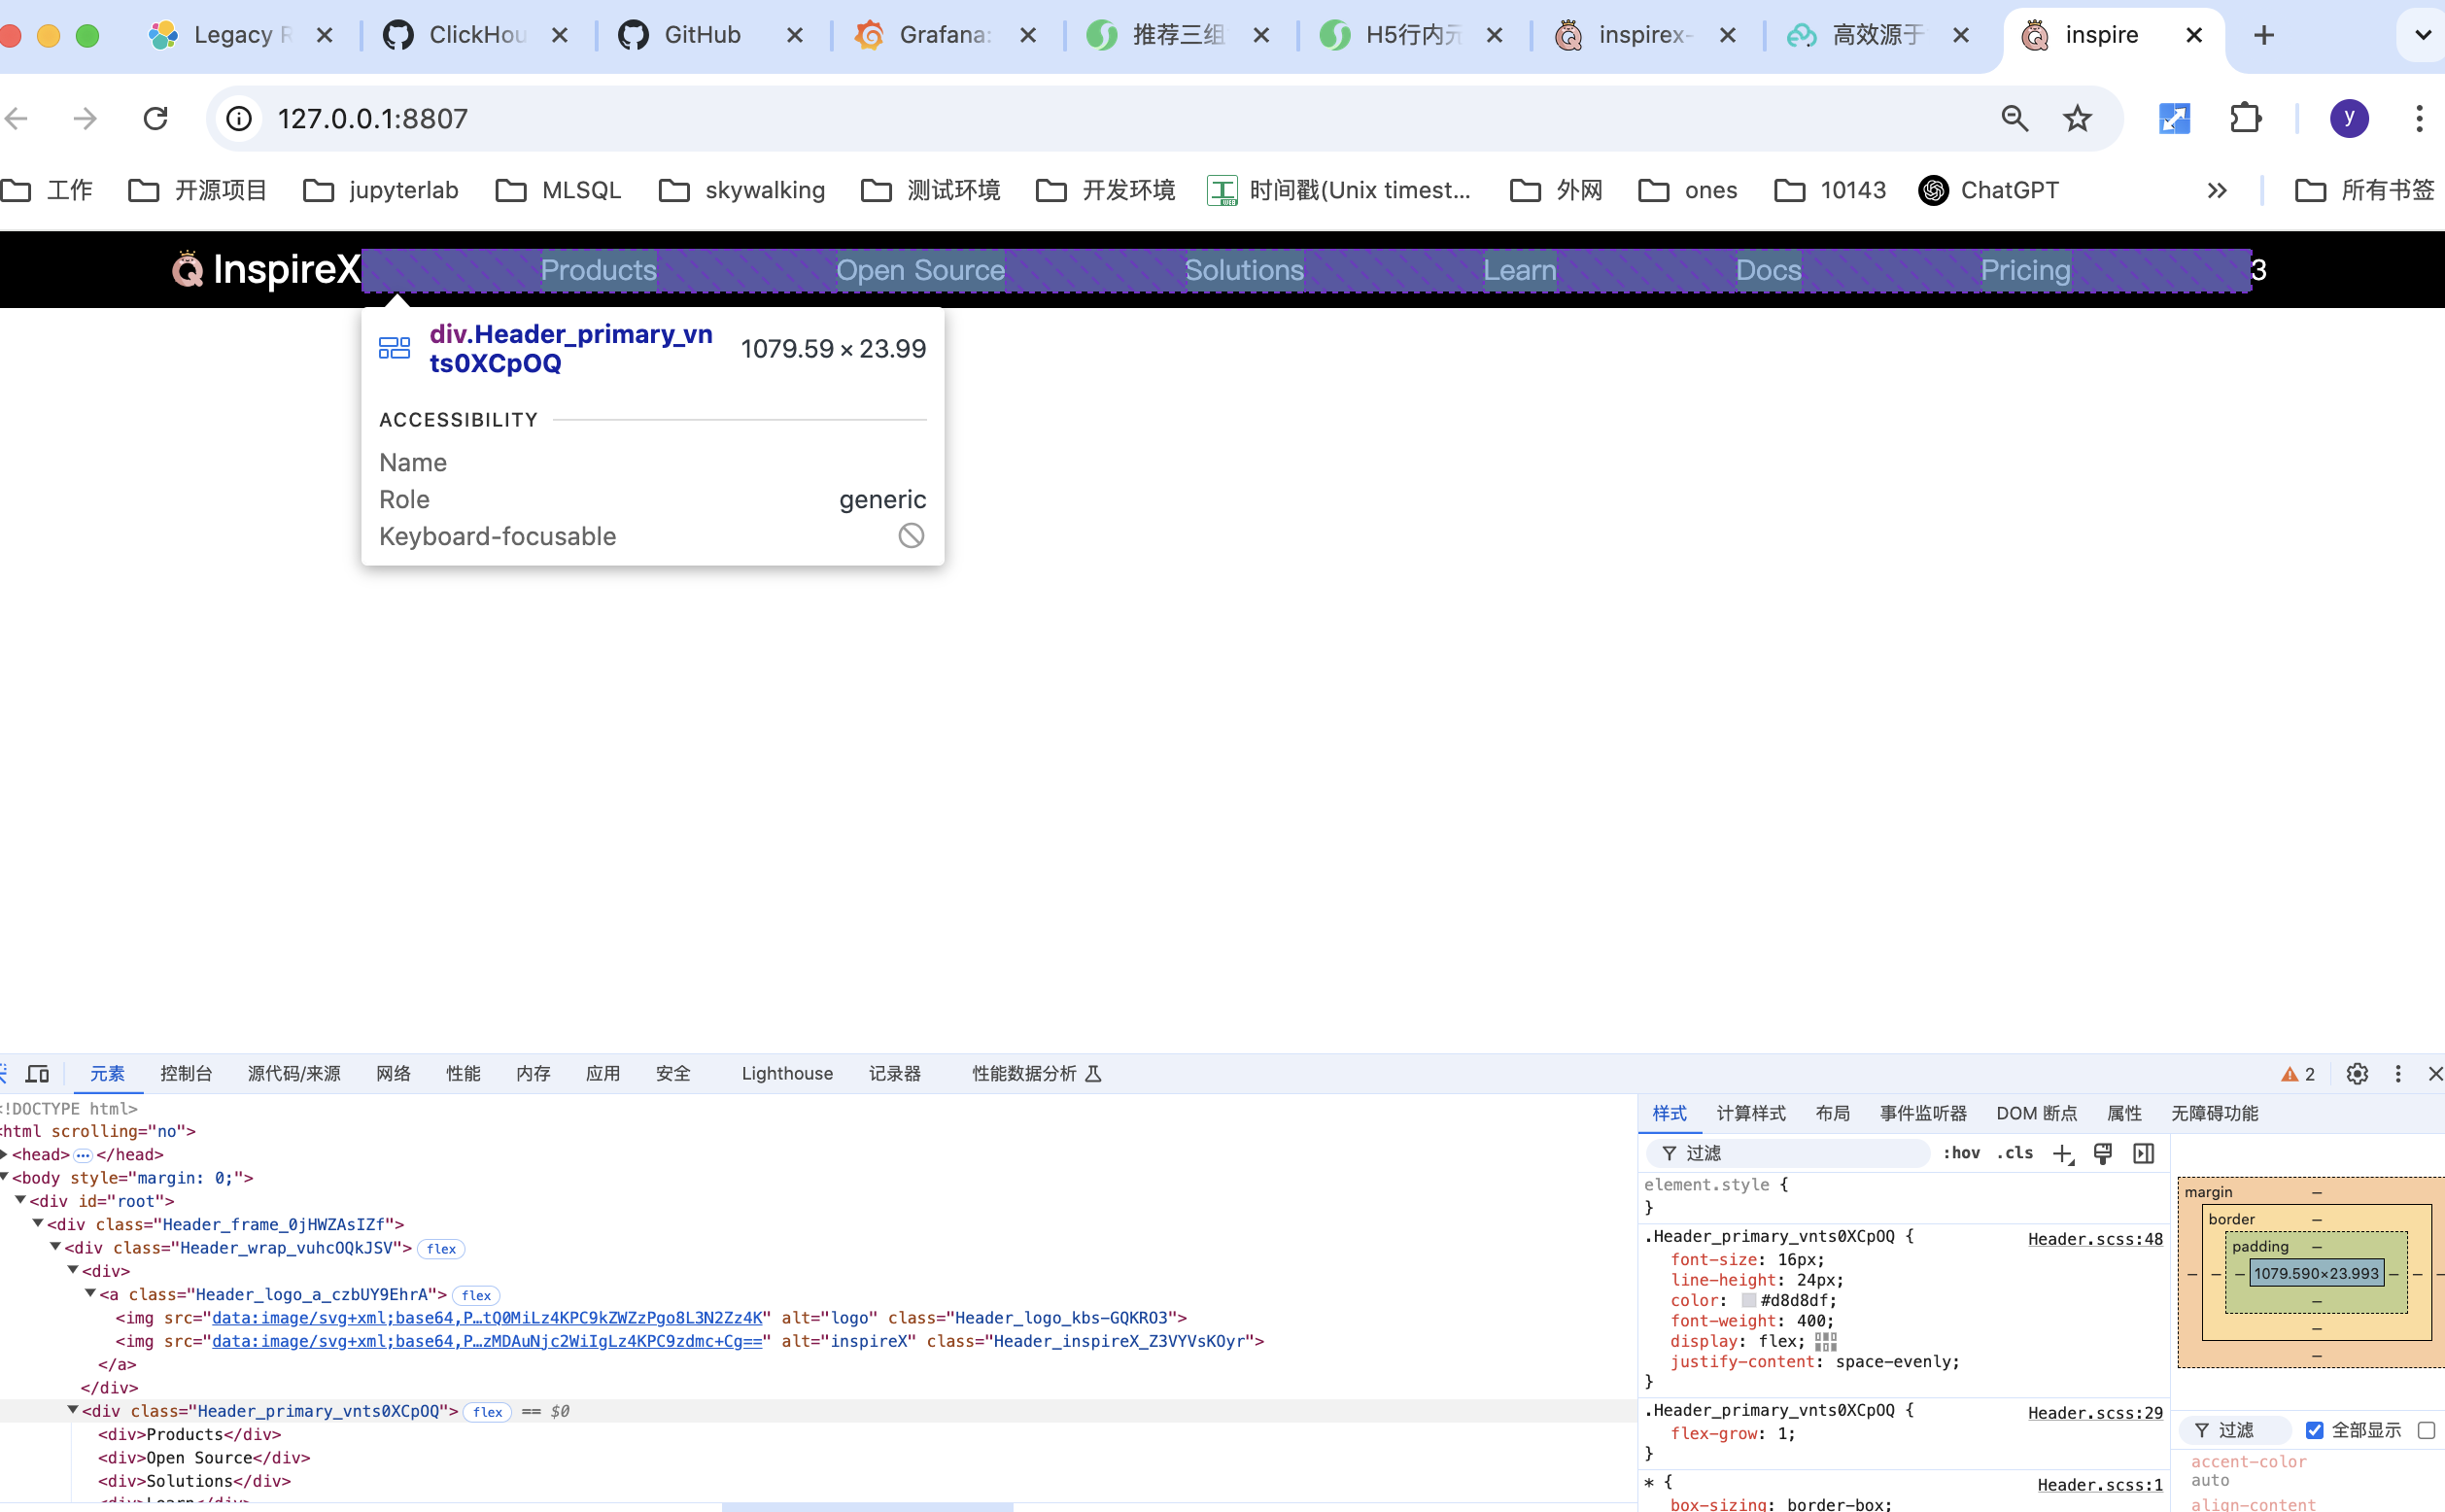 Legacy R
ClickHou
GitHub
Grafana:
推荐三组
H5行内元
inspirex-
高效源于
inspire
127.0.0.1:8807
y
工作
开源项目
jupyterlab
MLSQL
skywalking
测试环境
开发环境
时间戳(Unix timest...
外网
ones
10143
ChatGPT
所有书签
InspireX
Products
Open Source
Solutions
Learn
Docs
Pricing
3
div.Header_primary_vn
ts0XCpOQ
1079.59 × 23.99
ACCESSIBILITY
Name
Role
generic
Keyboard-focusable
元素
控制台
源代码/来源
网络
性能
内存
应用
安全
Lighthouse
记录器
性能数据分析
2
<!DOCTYPE html>
<html scrolling="no">
<head> ••• </head>
<body style="margin: 0;">
<div id="root">
<div class="Header_frame_0jHWZAsIZf">
<div class="Header_wrap_vuhcOQkJSV"> flex
<div>
<a class="Header_logo_a_czbUY9EhrA"> flex
<img src="data:image/svg+xml;base64,P…tQ0MiLz4KPC9kZWZzPgo8L3N2Zz4K" alt="logo" class="Header_logo_kbs-GQKRO3">
<img src="data:image/svg+xml;base64,P…zMDAuNjc2WiIgLz4KPC9zdmc+Cg==" alt="inspireX" class="Header_inspireX_Z3VYVsKOyr">
</a>
</div>
<div class="Header_primary_vnts0XCpOQ"> flex == $0
<div>Products</div>
<div>Open Source</div>
<div>Solutions</div>
<div>Learn</div>
样式
计算样式
布局
事件监听器
DOM 断点
属性
无障碍功能
过滤
:hov
.cls
element.style {
}
.Header_primary_vnts0XCpOQ {
Header.scss:48
font-size: 16px;
line-height: 24px;
color: #d8d8df;
font-weight: 400;
display: flex;
justify-content: space-evenly;
}
.Header_primary_vnts0XCpOQ {
Header.scss:29
flex-grow: 1;
}
* {
Header.scss:1
box-sizing: border-box;
margin –
border –
padding –
– – – 1079.590×23.993 – – –
–
–
–
过滤
全部显示
accent-color
auto
align-content